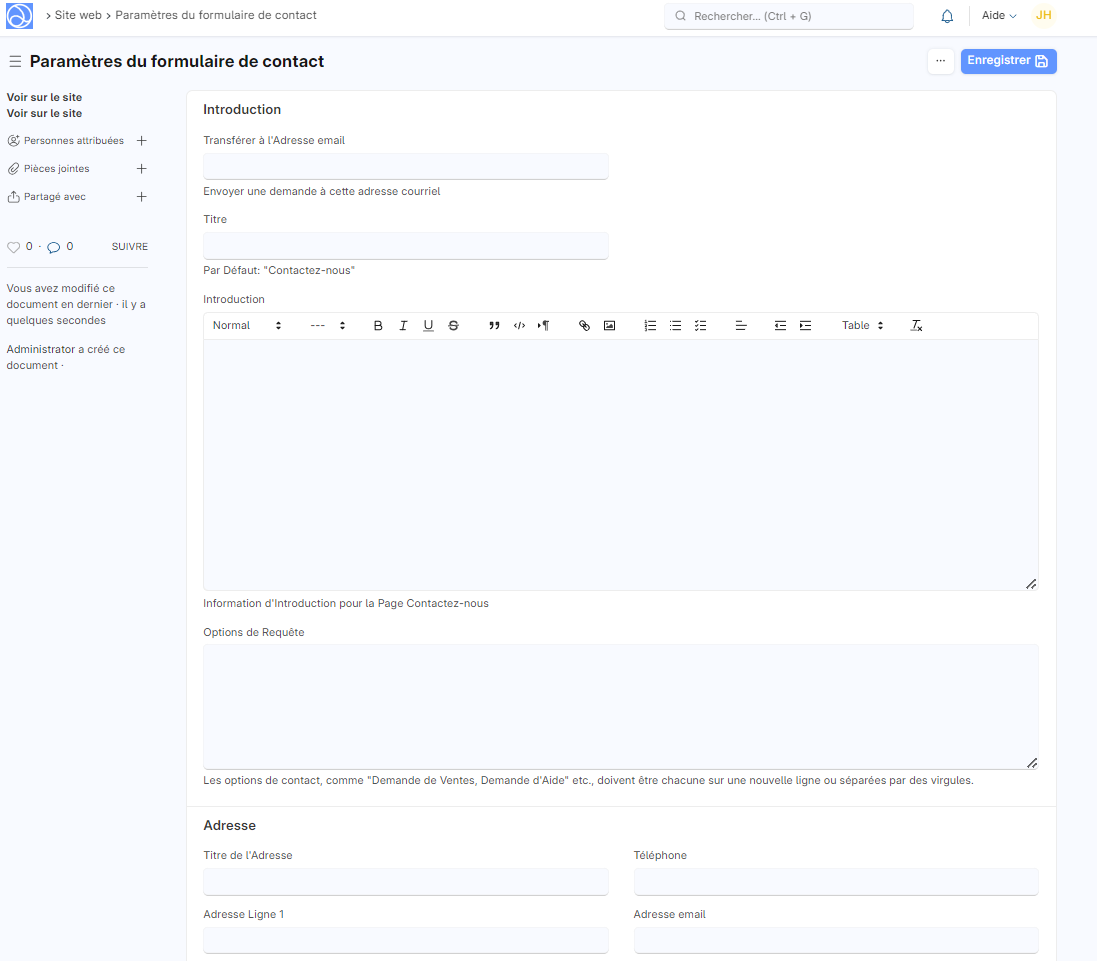 › Site web › Paramètres du formulaire de contact
Rechercher... (Ctrl + G)
Aide
JH
Paramètres du formulaire de contact
...
Enregistrer
Voir sur le site
Voir sur le site
Personnes attribuées +
Pièces jointes +
Partagé avec +
0 · 0 SUIVRE
Vous avez modifié ce
document en dernier · il y a
quelques secondes
Administrator a créé ce
document ·
Introduction
Transférer à l'Adresse email
Envoyer une demande à cette adresse courriel
Titre
Par Défaut: "Contactez-nous"
Introduction
Normal --- B I U S Table
Information d'Introduction pour la Page Contactez-nous
Options de Requête
Les options de contact, comme "Demande de Ventes, Demande d'Aide" etc., doivent être chacune sur une nouvelle ligne ou séparées par des virgules.
Adresse
Titre de l'Adresse
Téléphone
Adresse Ligne 1
Adresse email